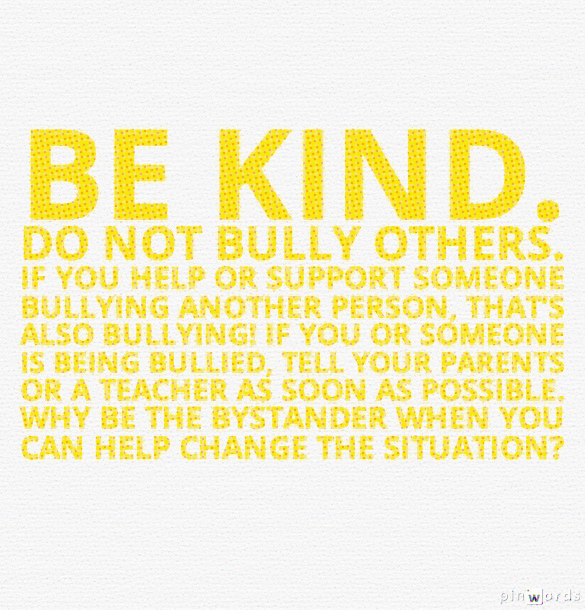 BE KIND.
DO NOT BULLY OTHERS.
IF YOU HELP OR SUPPORT SOMEONE
BULLYING ANOTHER PERSON, THAT'S
ALSO BULLYING! IF YOU OR SOMEONE
IS BEING BULLIED, TELL YOUR PARENTS
OR A TEACHER AS SOON AS POSSIBLE.
WHY BE THE BYSTANDER WHEN YOU
CAN HELP CHANGE THE SITUATION?
pinwords